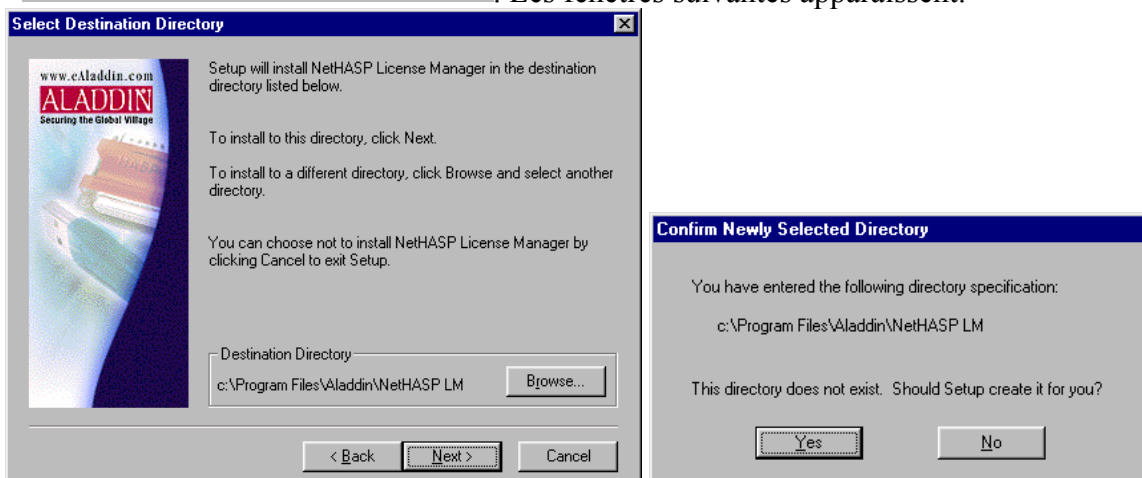 . Les fenêtres suivantes apparaissent:
Select Destination Directory
www.eAladdin.com
ALADDIN
Securing the Global Village
HASP
Setup will install NetHASP License Manager in the destination
directory listed below.
To install to this directory, click Next.
To install to a different directory, click Browse and select another
directory.
You can choose not to install NetHASP License Manager by
clicking Cancel to exit Setup.
Destination Directory
c:\Program Files\Aladdin\NetHASP LM
Browse...
< Back
Next >
Cancel
Confirm Newly Selected Directory
You have entered the following directory specification:
c:\Program Files\Aladdin\NetHASP LM
This directory does not exist. Should Setup create it for you?
Yes
No